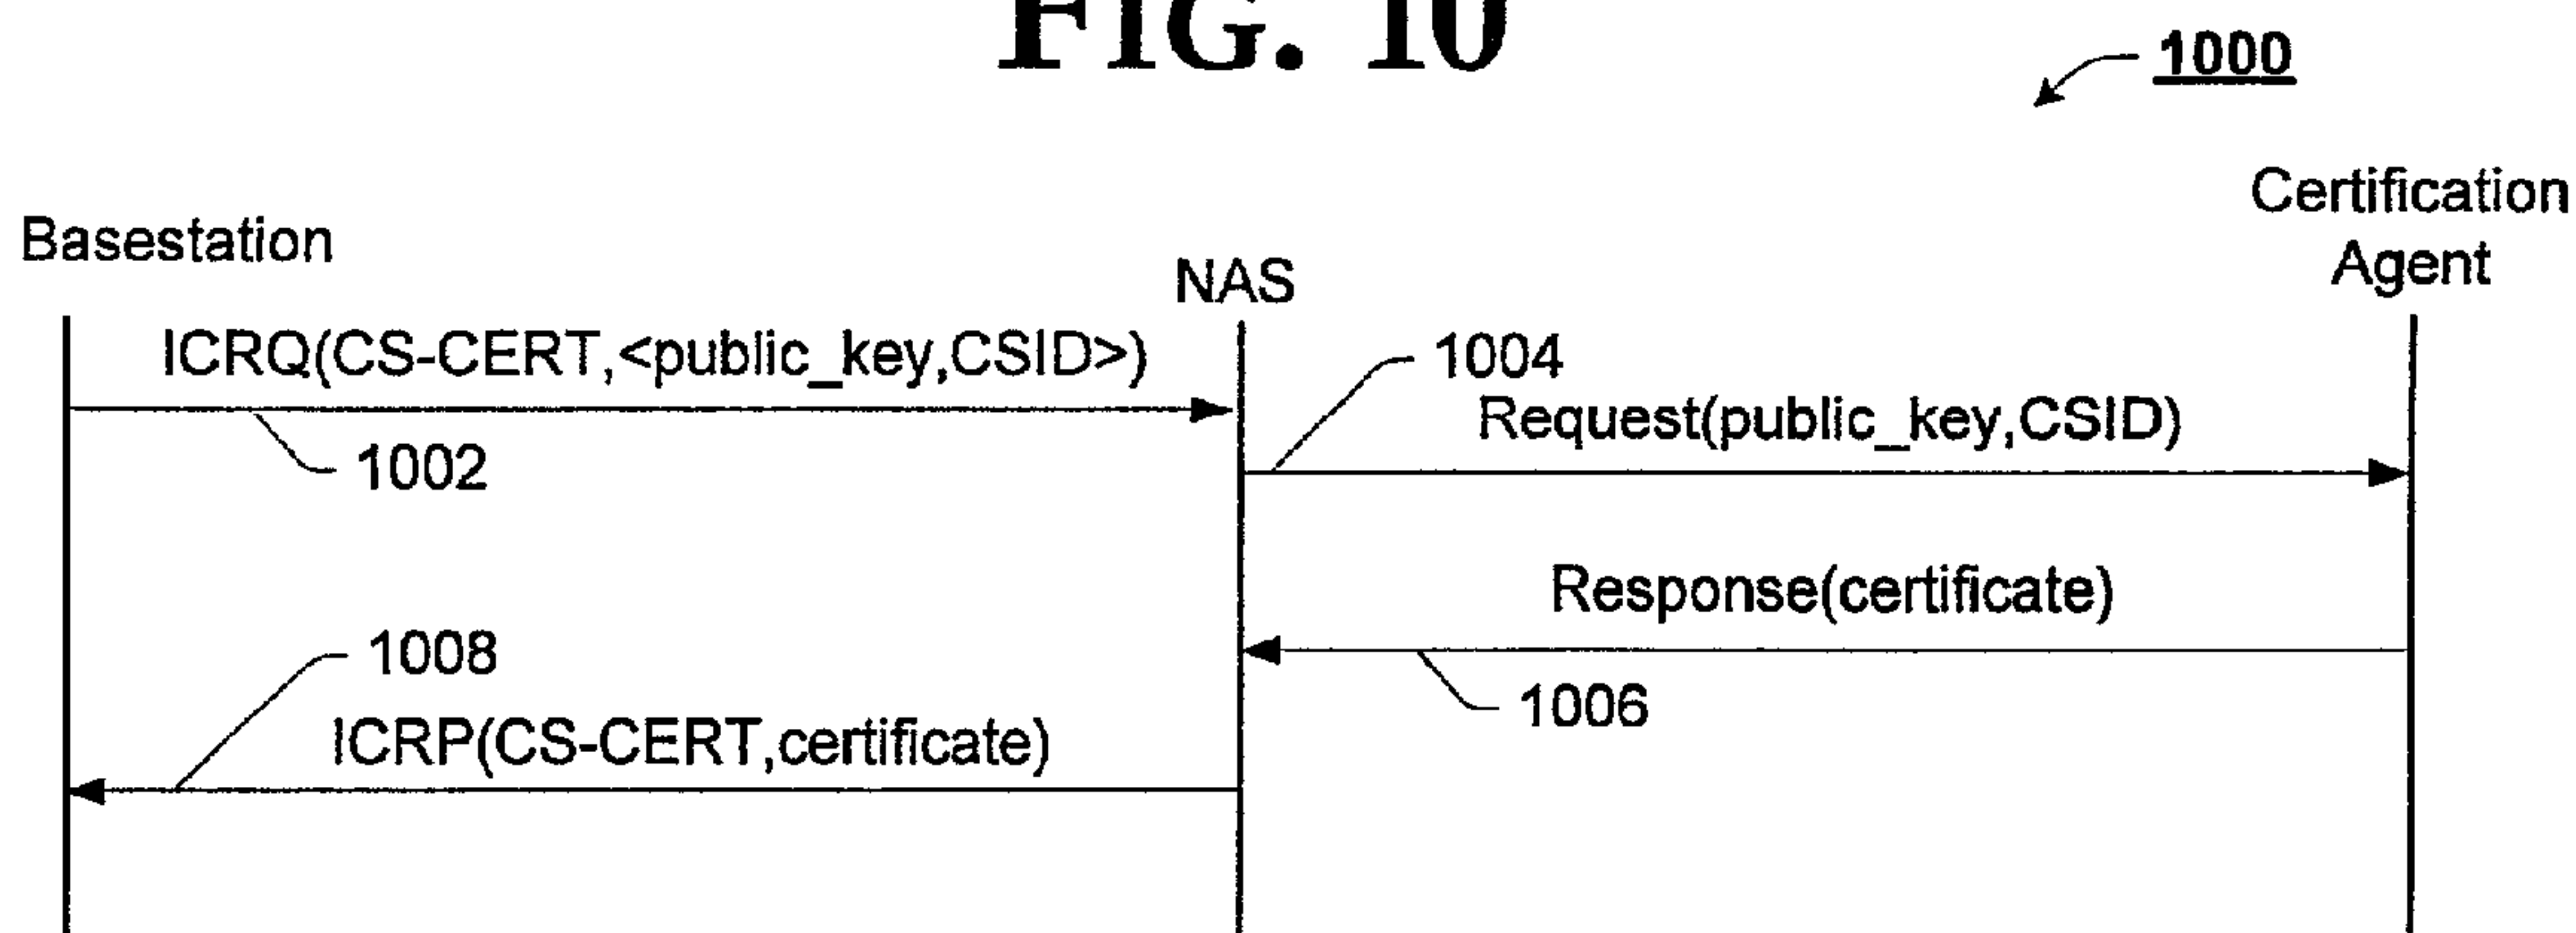 FIG. 10
1000
Basestation
NAS
Certification
Agent
ICRQ(CS-CERT,<public_key,CSID>)
1002
1004
Request(public_key,CSID)
Response(certificate)
1006
1008
ICRP(CS-CERT,certificate)